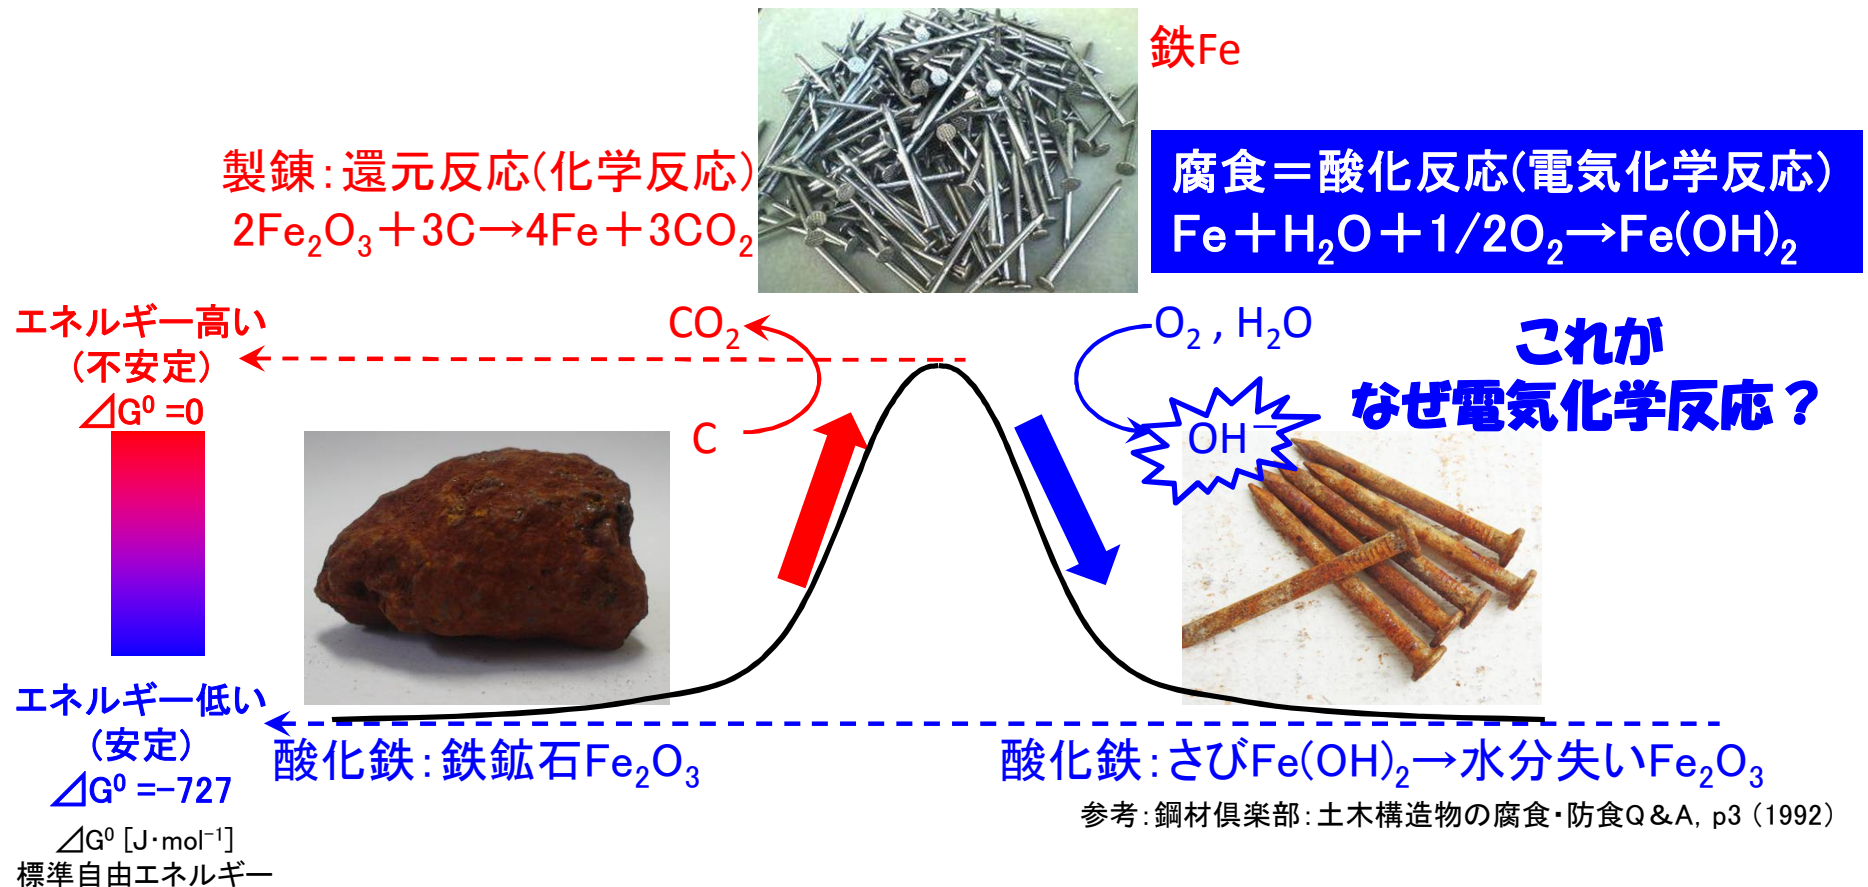 鉄Fe
製錬：還元反応(化学反応)
2Fe₂O₃＋3C→4Fe＋3CO₂
腐食＝酸化反応(電気化学反応)
Fe＋H₂O＋1/2O₂→Fe(OH)₂
エネルギー高い
（不安定）
⊿G⁰ =0
CO₂
C
O₂ , H₂O
OH⁻
これが
なぜ電気化学反応？
エネルギー低い
（安定）
⊿G⁰ =−727
⊿G⁰ [J･mol⁻¹]
標準自由エネルギー
酸化鉄：鉄鉱石Fe₂O₃
酸化鉄：さびFe(OH)₂→水分失いFe₂O₃
参考：鋼材倶楽部：土木構造物の腐食・防食Q＆A, p3 (1992)